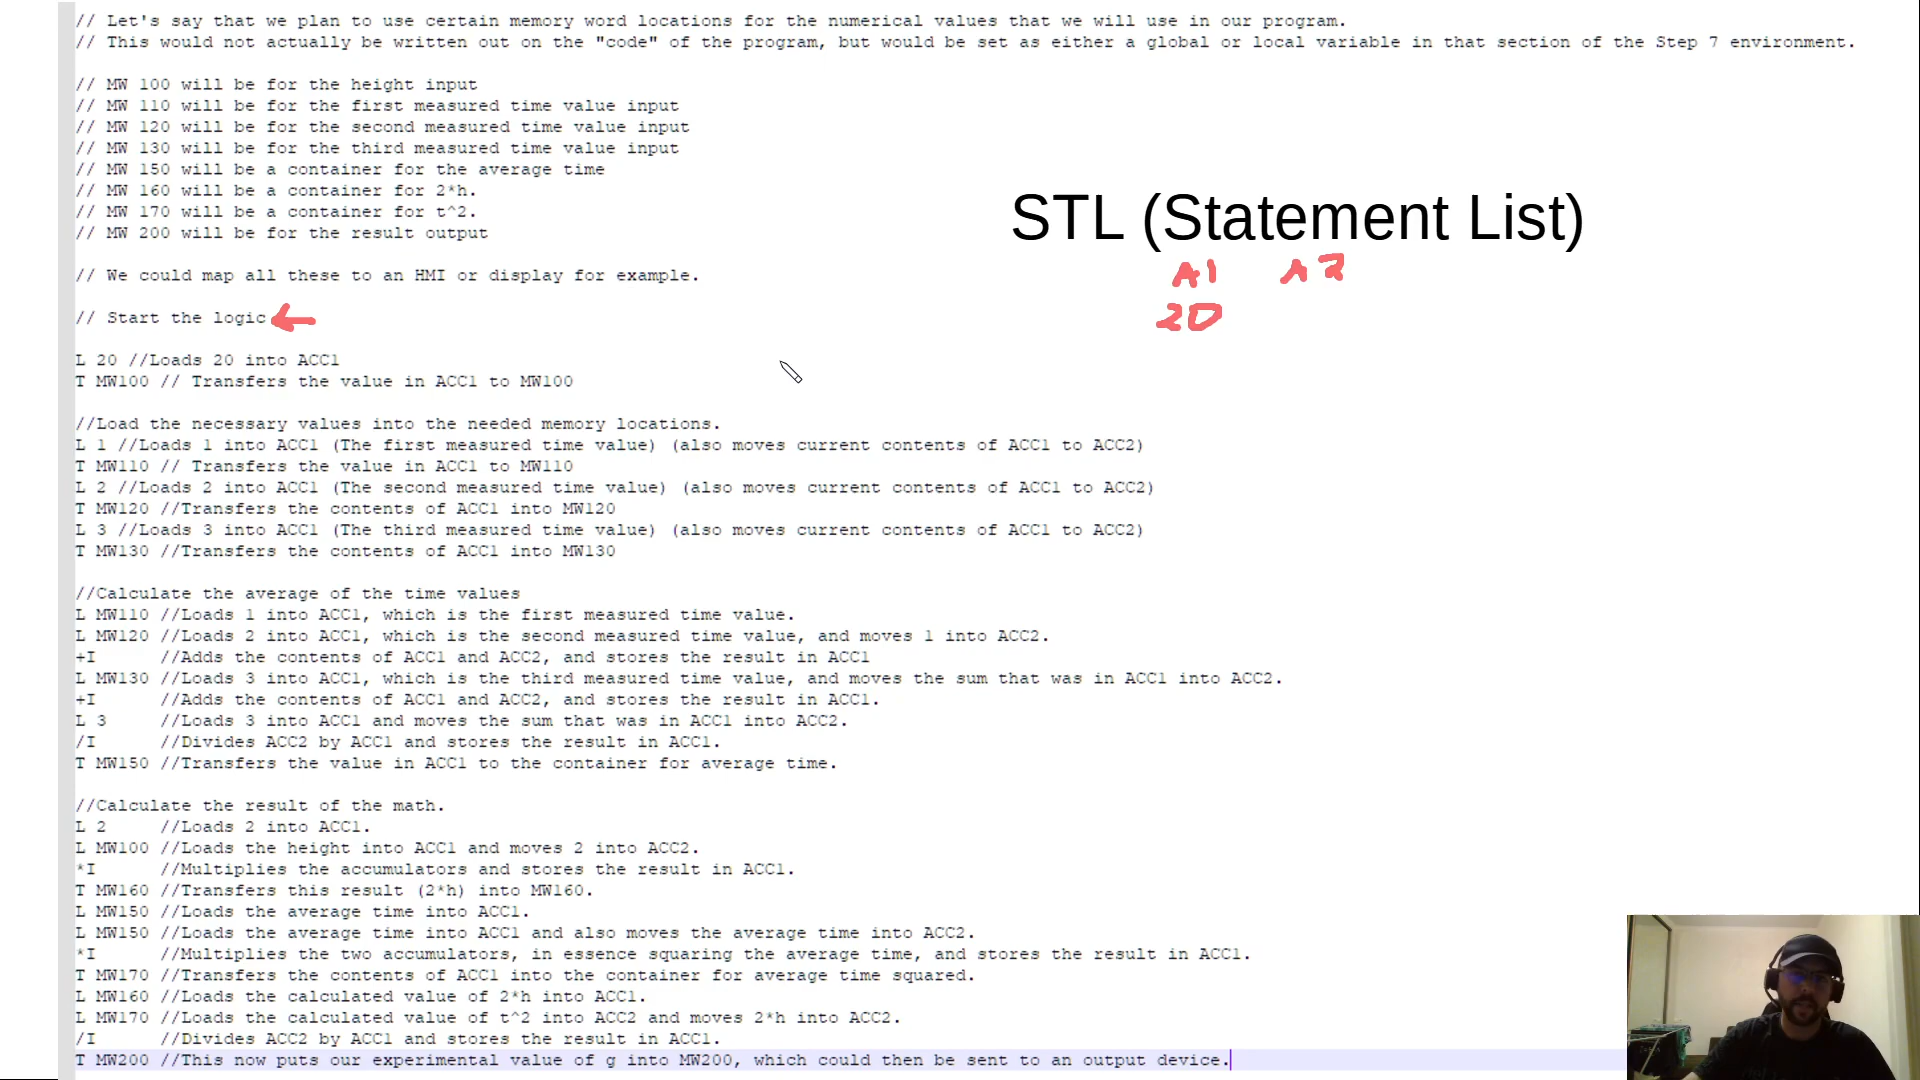 // Let's say that we plan to use certain memory word locations for the numerical values that we will use in our program.
// This would not actually be written out on the "code" of the program, but would be set as either a global or local variable in that section of the Step 7 environment.
// MW 100 will be for the height input
// MW 110 will be for the first measured time value input
// MW 120 will be for the second measured time value input
// MW 130 will be for the third measured time value input
// MW 150 will be a container for the average time
// MW 160 will be a container for 2*h.
// MW 170 will be a container for t^2.
// MW 200 will be for the result output
STL (Statement List)
A1 A2
20
// We could map all these to an HMI or display for example.
// Start the logic
L 20 //Loads 20 into ACC1
T MW100 // Transfers the value in ACC1 to MW100
//Load the necessary values into the needed memory locations.
L 1 //Loads 1 into ACC1 (The first measured time value) (also moves current contents of ACC1 to ACC2)
T MW110 // Transfers the value in ACC1 to MW110
L 2 //Loads 2 into ACC1 (The second measured time value) (also moves current contents of ACC1 to ACC2)
T MW120 //Transfers the contents of ACC1 into MW120
L 3 //Loads 3 into ACC1 (The third measured time value) (also moves current contents of ACC1 to ACC2)
T MW130 //Transfers the contents of ACC1 into MW130
//Calculate the average of the time values
L MW110 //Loads 1 into ACC1, which is the first measured time value.
L MW120 //Loads 2 into ACC1, which is the second measured time value, and moves 1 into ACC2.
+I //Adds the contents of ACC1 and ACC2, and stores the result in ACC1
L MW130 //Loads 3 into ACC1, which is the third measured time value, and moves the sum that was in ACC1 into ACC2.
+I //Adds the contents of ACC1 and ACC2, and stores the result in ACC1.
L 3 //Loads 3 into ACC1 and moves the sum that was in ACC1 into ACC2.
/I //Divides ACC2 by ACC1 and stores the result in ACC1.
T MW150 //Transfers the value in ACC1 to the container for average time.
//Calculate the result of the math.
L 2 //Loads 2 into ACC1.
L MW100 //Loads the height into ACC1 and moves 2 into ACC2.
*I //Multiplies the accumulators and stores the result in ACC1.
T MW160 //Transfers this result (2*h) into MW160.
L MW150 //Loads the average time into ACC1.
L MW150 //Loads the average time into ACC1 and also moves the average time into ACC2.
*I //Multiplies the two accumulators, in essence squaring the average time, and stores the result in ACC1.
T MW170 //Transfers the contents of ACC1 into the container for average time squared.
L MW160 //Loads the calculated value of 2*h into ACC1.
L MW170 //Loads the calculated value of t^2 into ACC2 and moves 2*h into ACC2.
/I //Divides ACC2 by ACC1 and stores the result in ACC1.
T MW200 //This now puts our experimental value of g into MW200, which could then be sent to an output device.